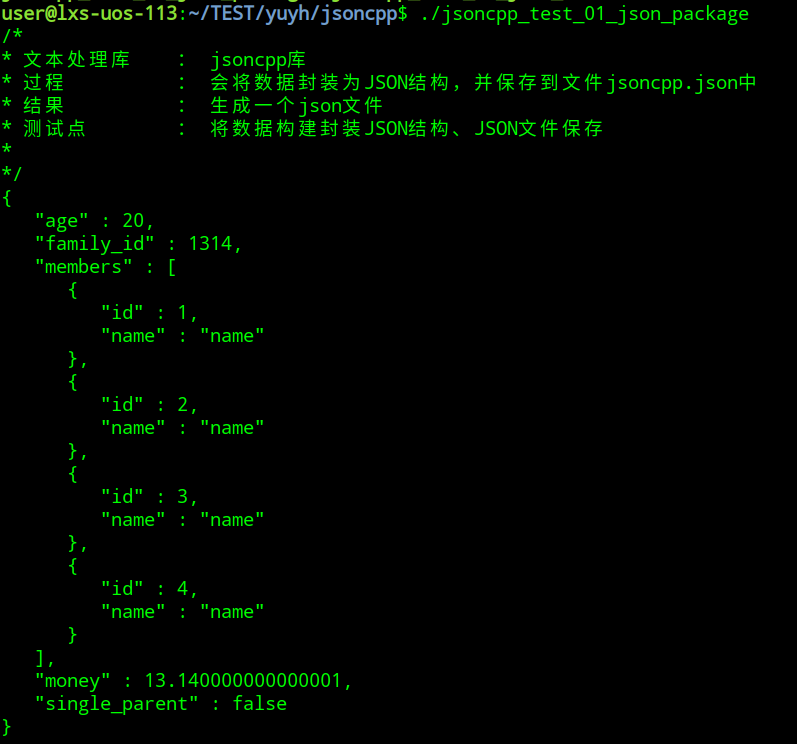 user@lxs-uos-113:~/TEST/yuyh/jsoncpp$ ./jsoncpp_test_01_json_package
/*
* 文本处理库 : jsoncpp库
* 过程 : 会将数据封装为JSON结构，并保存到文件jsoncpp.json中
* 结果 : 生成一个json文件
* 测试点 : 将数据构建封装JSON结构、JSON文件保存
*
*/
{
   "age" : 20,
   "family_id" : 1314,
   "members" : [
      {
         "id" : 1,
         "name" : "name"
      },
      {
         "id" : 2,
         "name" : "name"
      },
      {
         "id" : 3,
         "name" : "name"
      },
      {
         "id" : 4,
         "name" : "name"
      }
   ],
   "money" : 13.140000000000001,
   "single_parent" : false
}